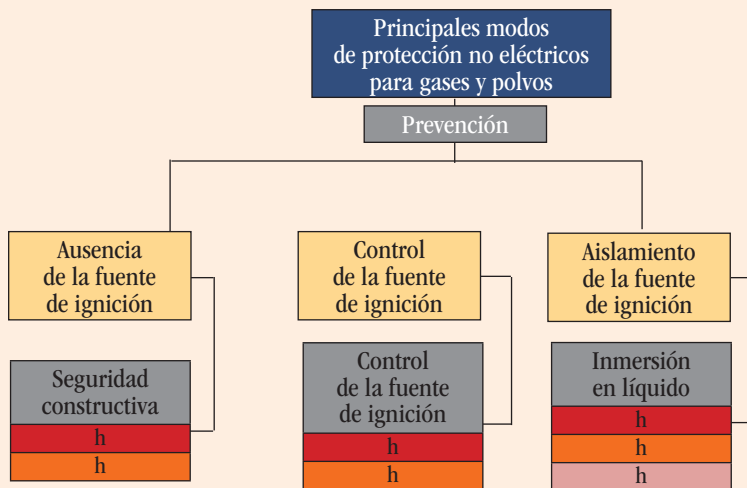 Principales modos
de protección no eléctricos
para gases y polvos
Prevención
Ausencia
de la fuente
de ignición
Control
de la fuente
de ignición
Aislamiento
de la fuente
de ignición
Seguridad
constructiva
h
h
Control
de la fuente
de ignición
h
h
Inmersión
en líquido
h
h
h